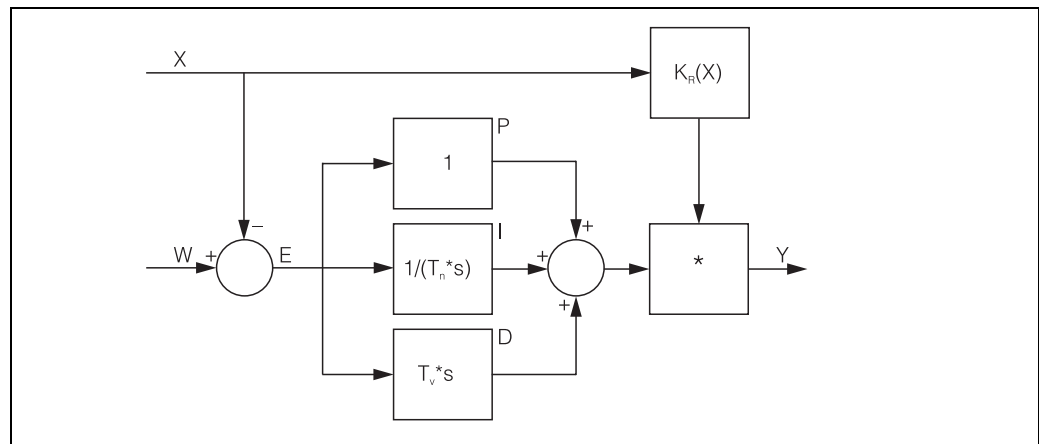 X
K_R(X)
P
1
+
−
I
W
+
E
1/(T_n*s)
+
*
Y
+
D
T_v*s